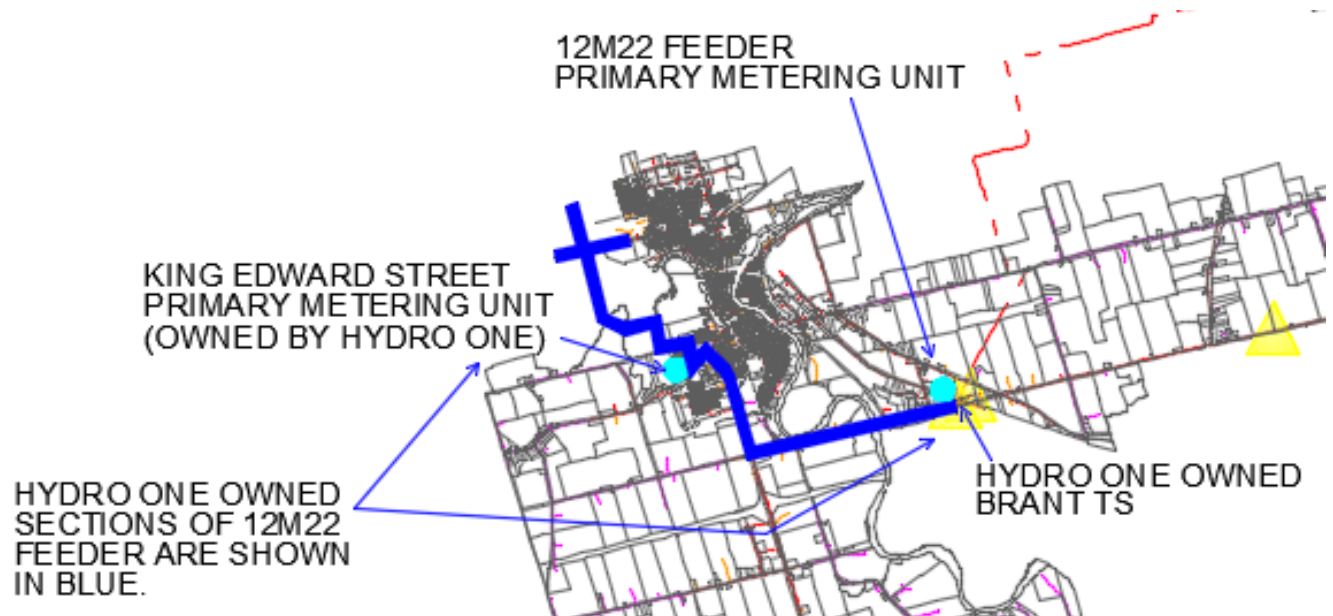 12M22 FEEDER
PRIMARY METERING UNIT
KING EDWARD STREET
PRIMARY METERING UNIT
(OWNED BY HYDRO ONE)
HYDRO ONE OWNED
BRANT TS
HYDRO ONE OWNED
SECTIONS OF 12M22
FEEDER ARE SHOWN
IN BLUE.